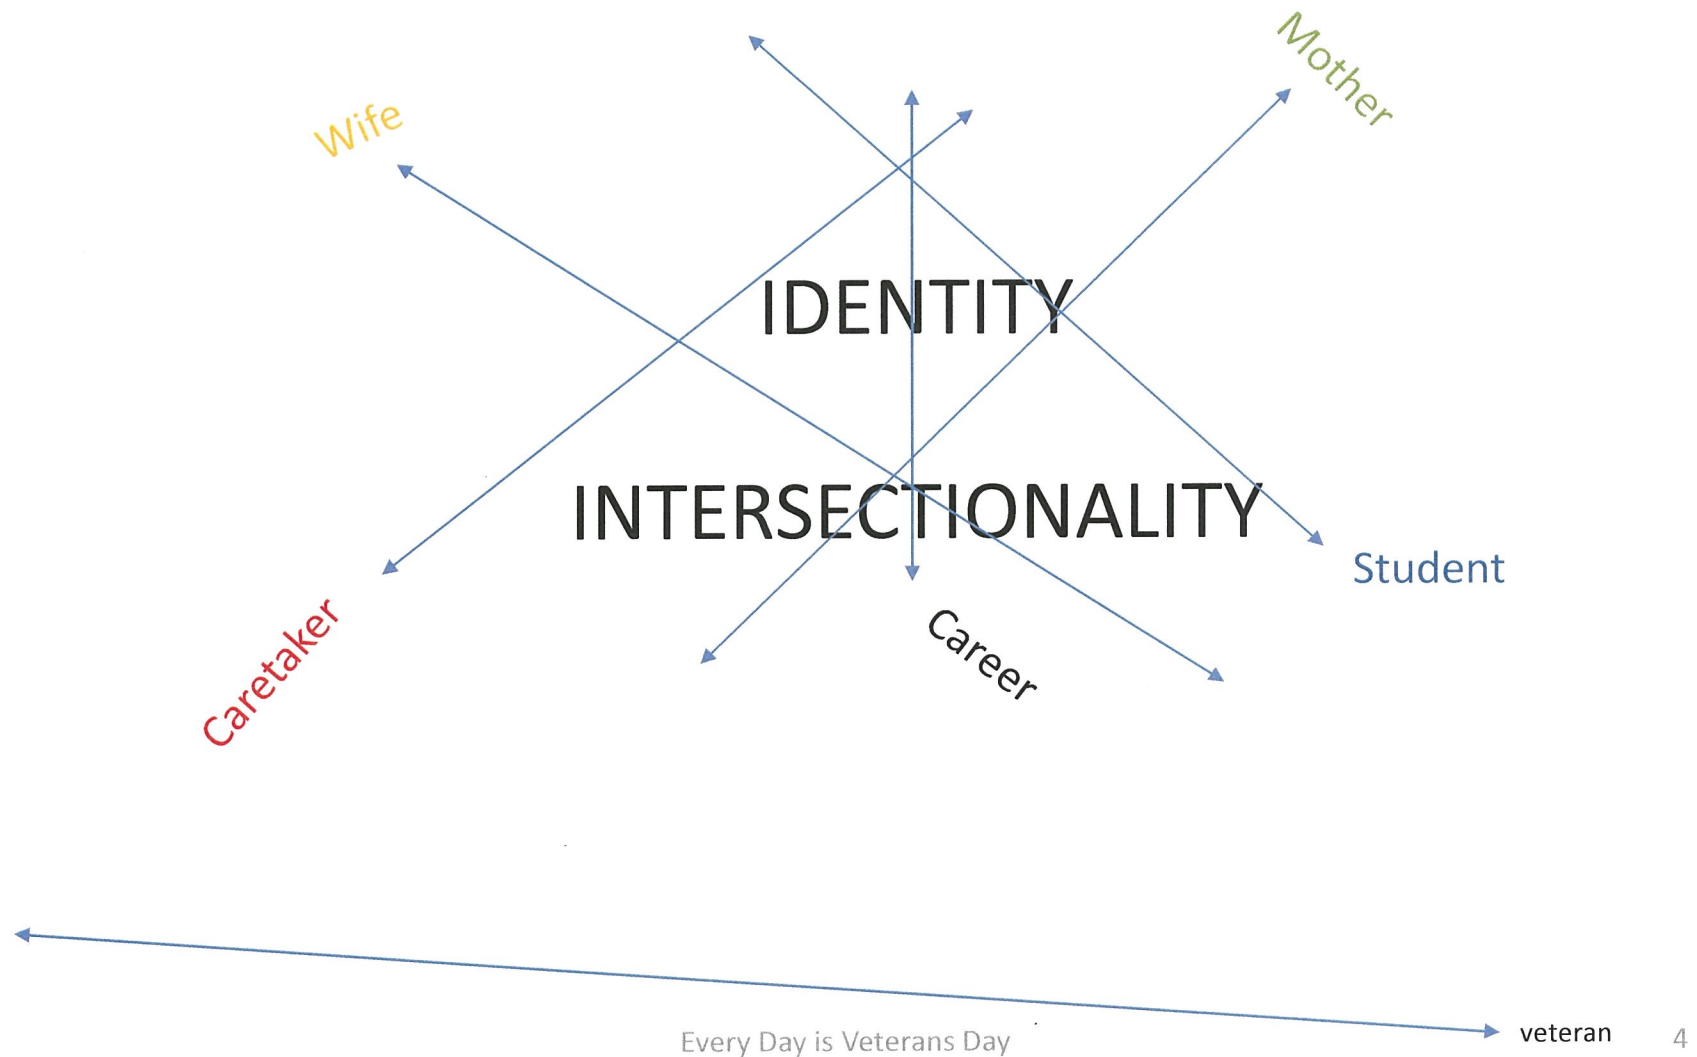 Mother
Wife
IDENTITY
INTERSECTIONALITY
Student
Caretaker
Career
veteran
Every Day is Veterans Day
4